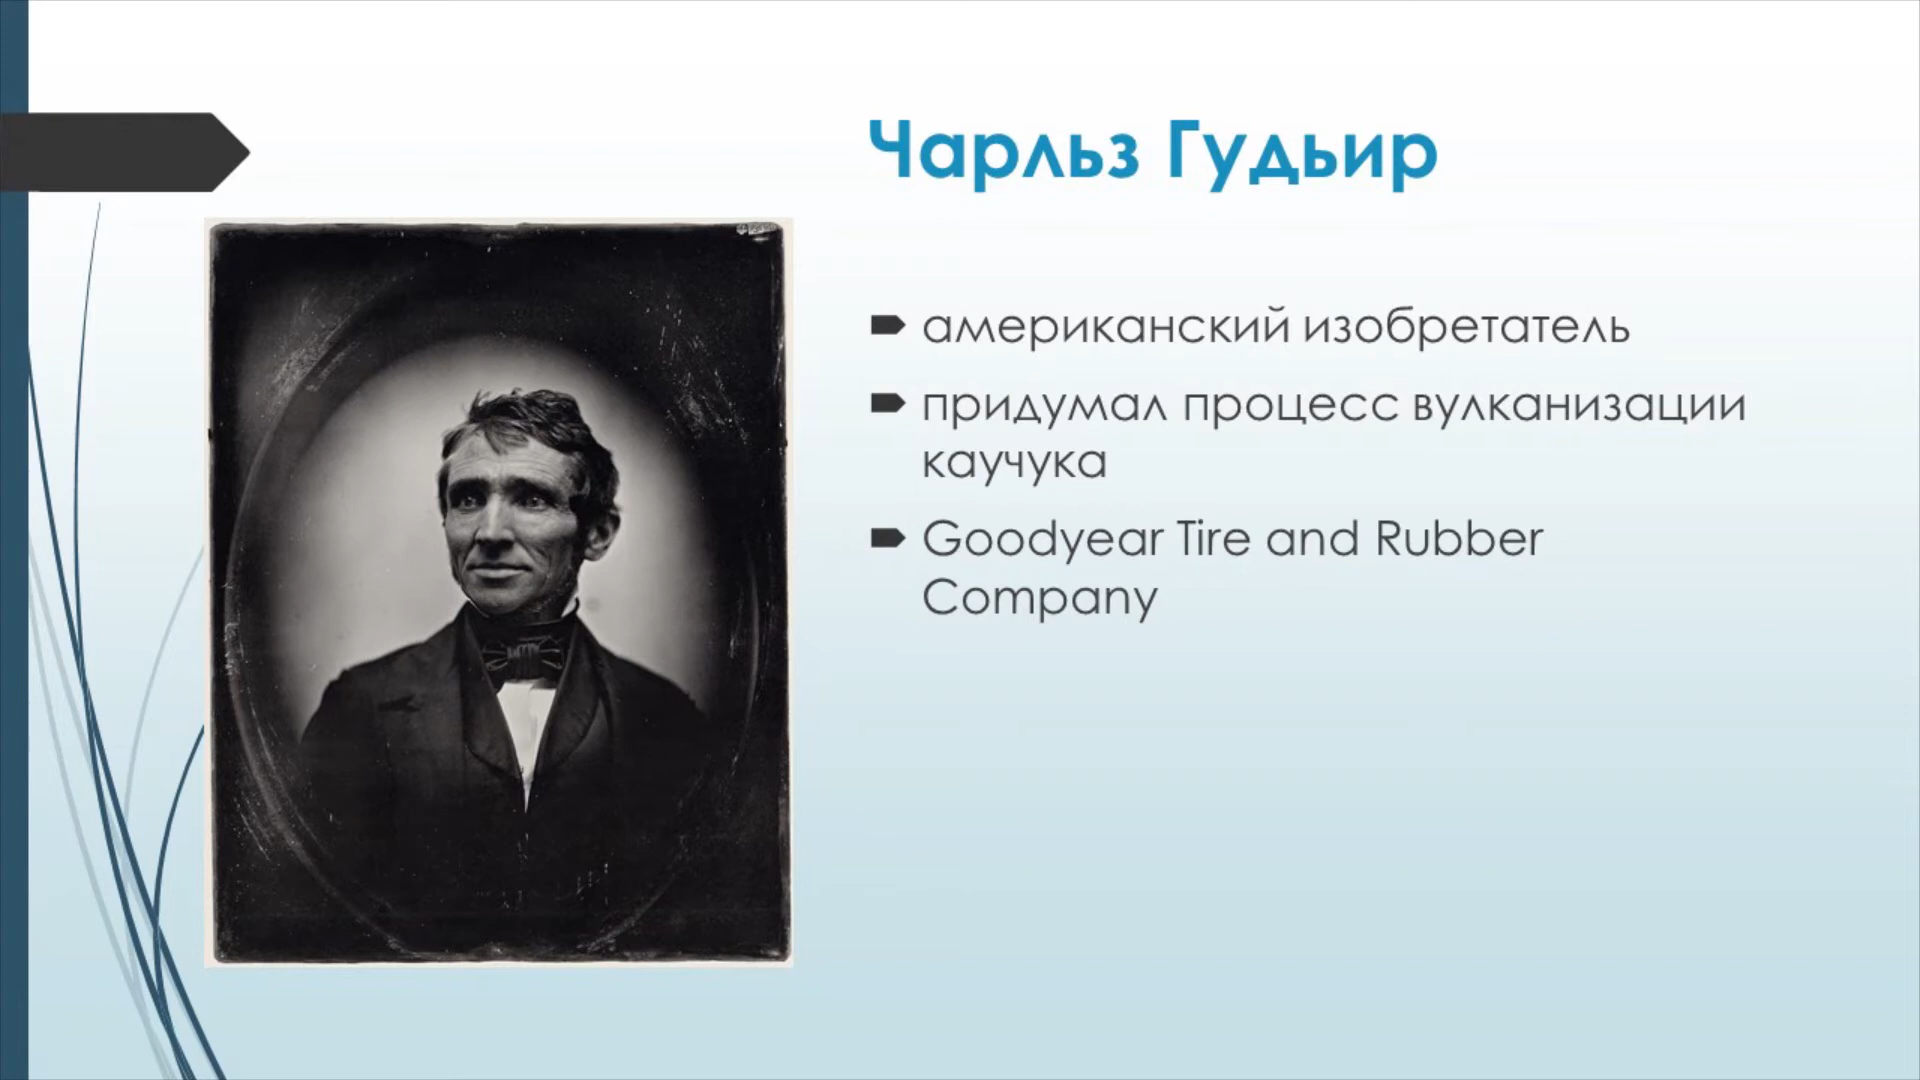 Чарльз Гудьир
американский изобретатель
придумал процесс вулканизации
каучука
Goodyear Tire and Rubber
Company